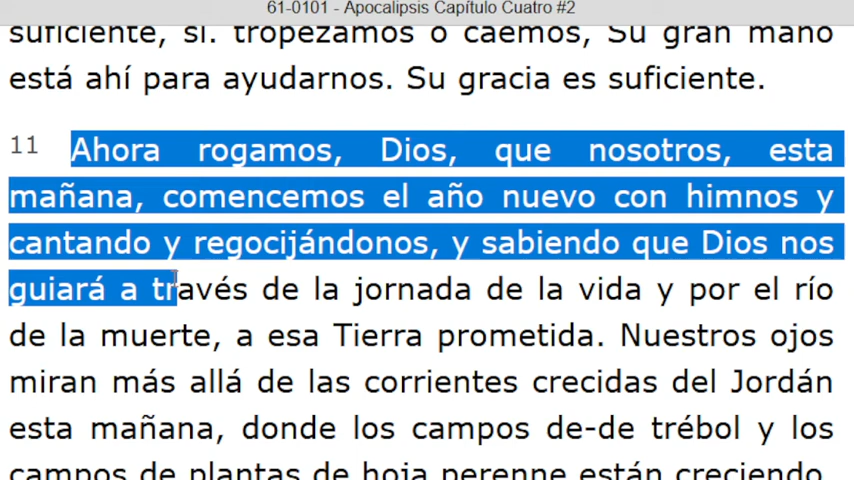 61-0101 - Apocalipsis Capítulo Cuatro #2
suficiente, si. tropezamos o caemos, Su gran mano
está ahí para ayudarnos. Su gracia es suficiente.
11 Ahora rogamos, Dios, que nosotros, esta
mañana, comencemos el año nuevo con himnos y
cantando y regocijándonos, y sabiendo que Dios nos
guiará a través de la jornada de la vida y por el río
de la muerte, a esa Tierra prometida. Nuestros ojos
miran más allá de las corrientes crecidas del Jordán
esta mañana, donde los campos de-de trébol y los
campos de plantas de hoja perenne están creciendo.